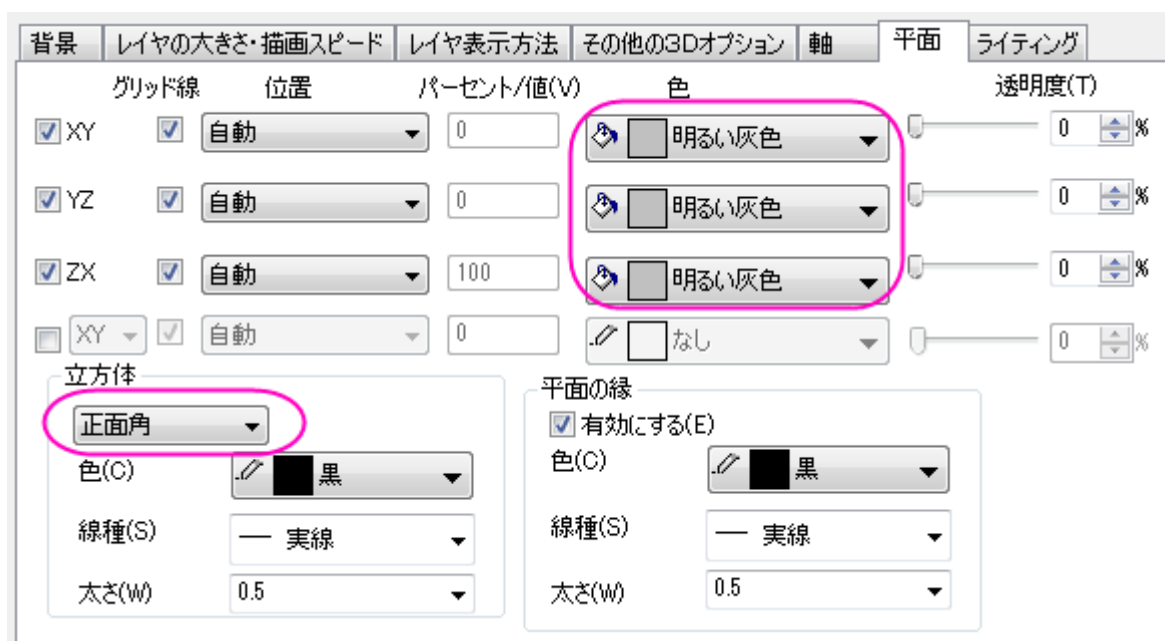 背景 レイヤの大きさ・描画スピード レイヤ表示方法 その他の3Dオプション 軸 平面 ライティング
グリッド線 位置 パーセント/値(V) 色 透明度(T)
XY 自動 0 明るい灰色 0 %
YZ 自動 0 明るい灰色 0 %
ZX 自動 100 明るい灰色 0 %
XY 自動 0 なし 0 %
立方体
正面角
色(C) 黒
線種(S) 実線
太さ(W) 0.5
平面の縁
有効にする(E)
色(C) 黒
線種(S) 実線
太さ(W) 0.5